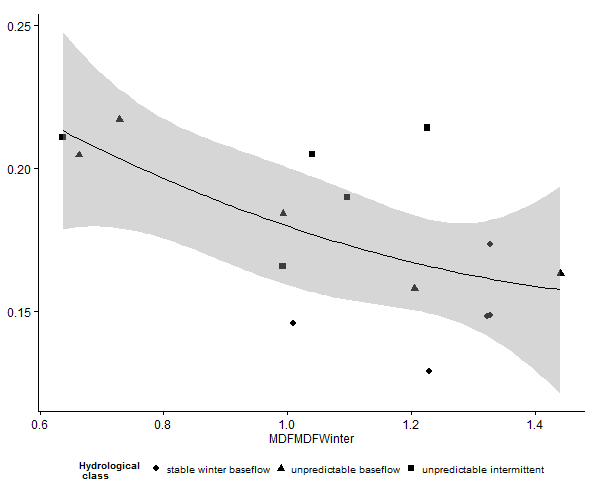 0.25
0.20
0.15
0.6 0.8 1.0 1.2 1.4
MDFMDFWinter
Hydrological class stable winter baseflow unpredictable baseflow unpredictable intermittent